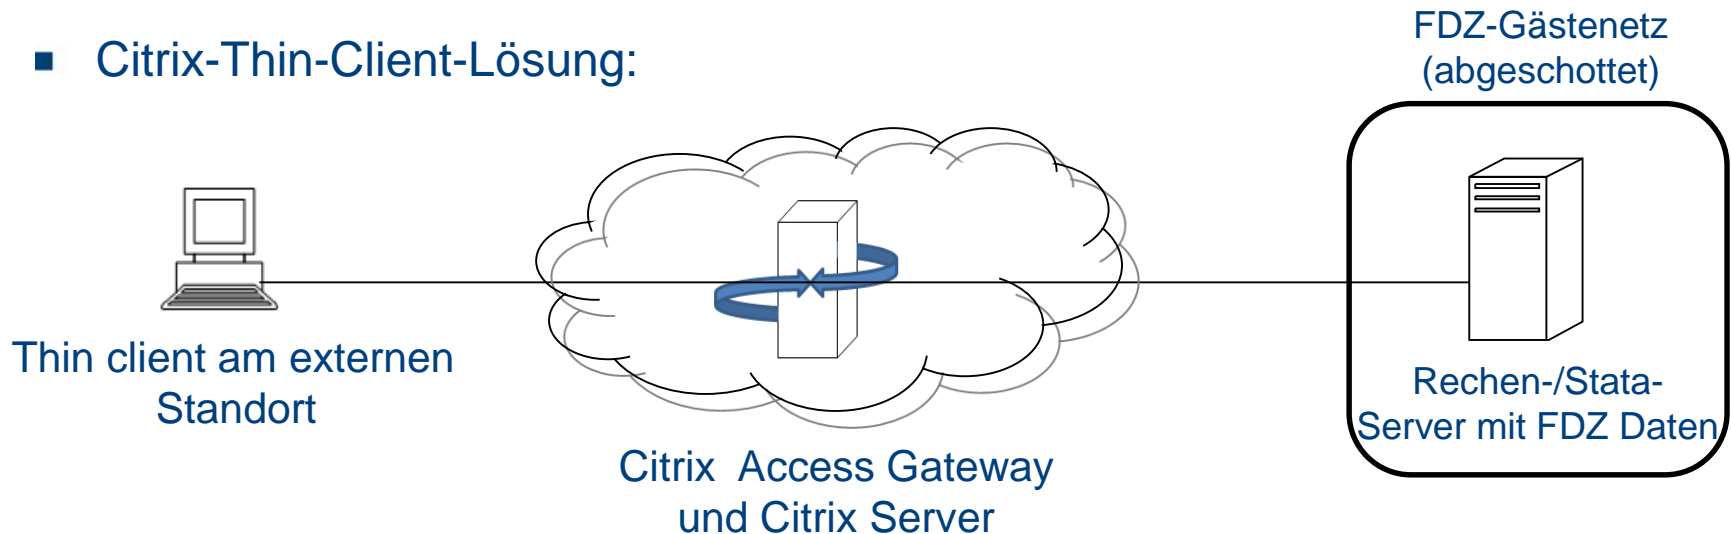 Citrix-Thin-Client-Lösung:
FDZ-Gästenetz
(abgeschottet)
Thin client am externen
Standort
Citrix Access Gateway
und Citrix Server
Rechen-/Stata-
Server mit FDZ Daten